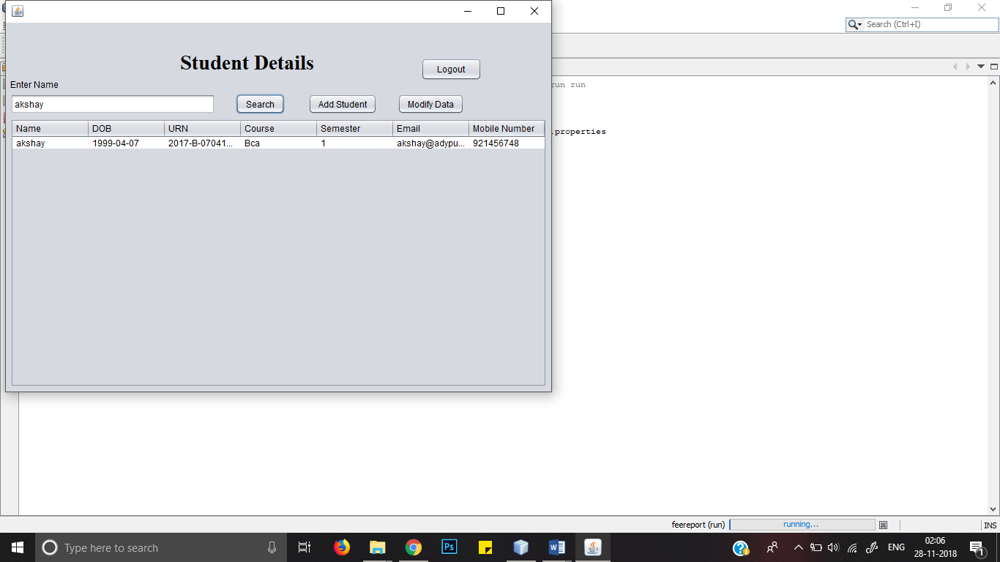 Search (Ctrl+I)
Student Details
Logout
Enter Name
run run
akshay
Search
Add Student
Modify Data
Name DOB URN Course Semester Email Mobile Number
.properties
akshay 1999-04-07 2017-B-07041... Bca 1 akshay@adypu... 921456748
feereport (run) running... INS
Type here to search
Ps
ENG
02:06
28-11-2018
1